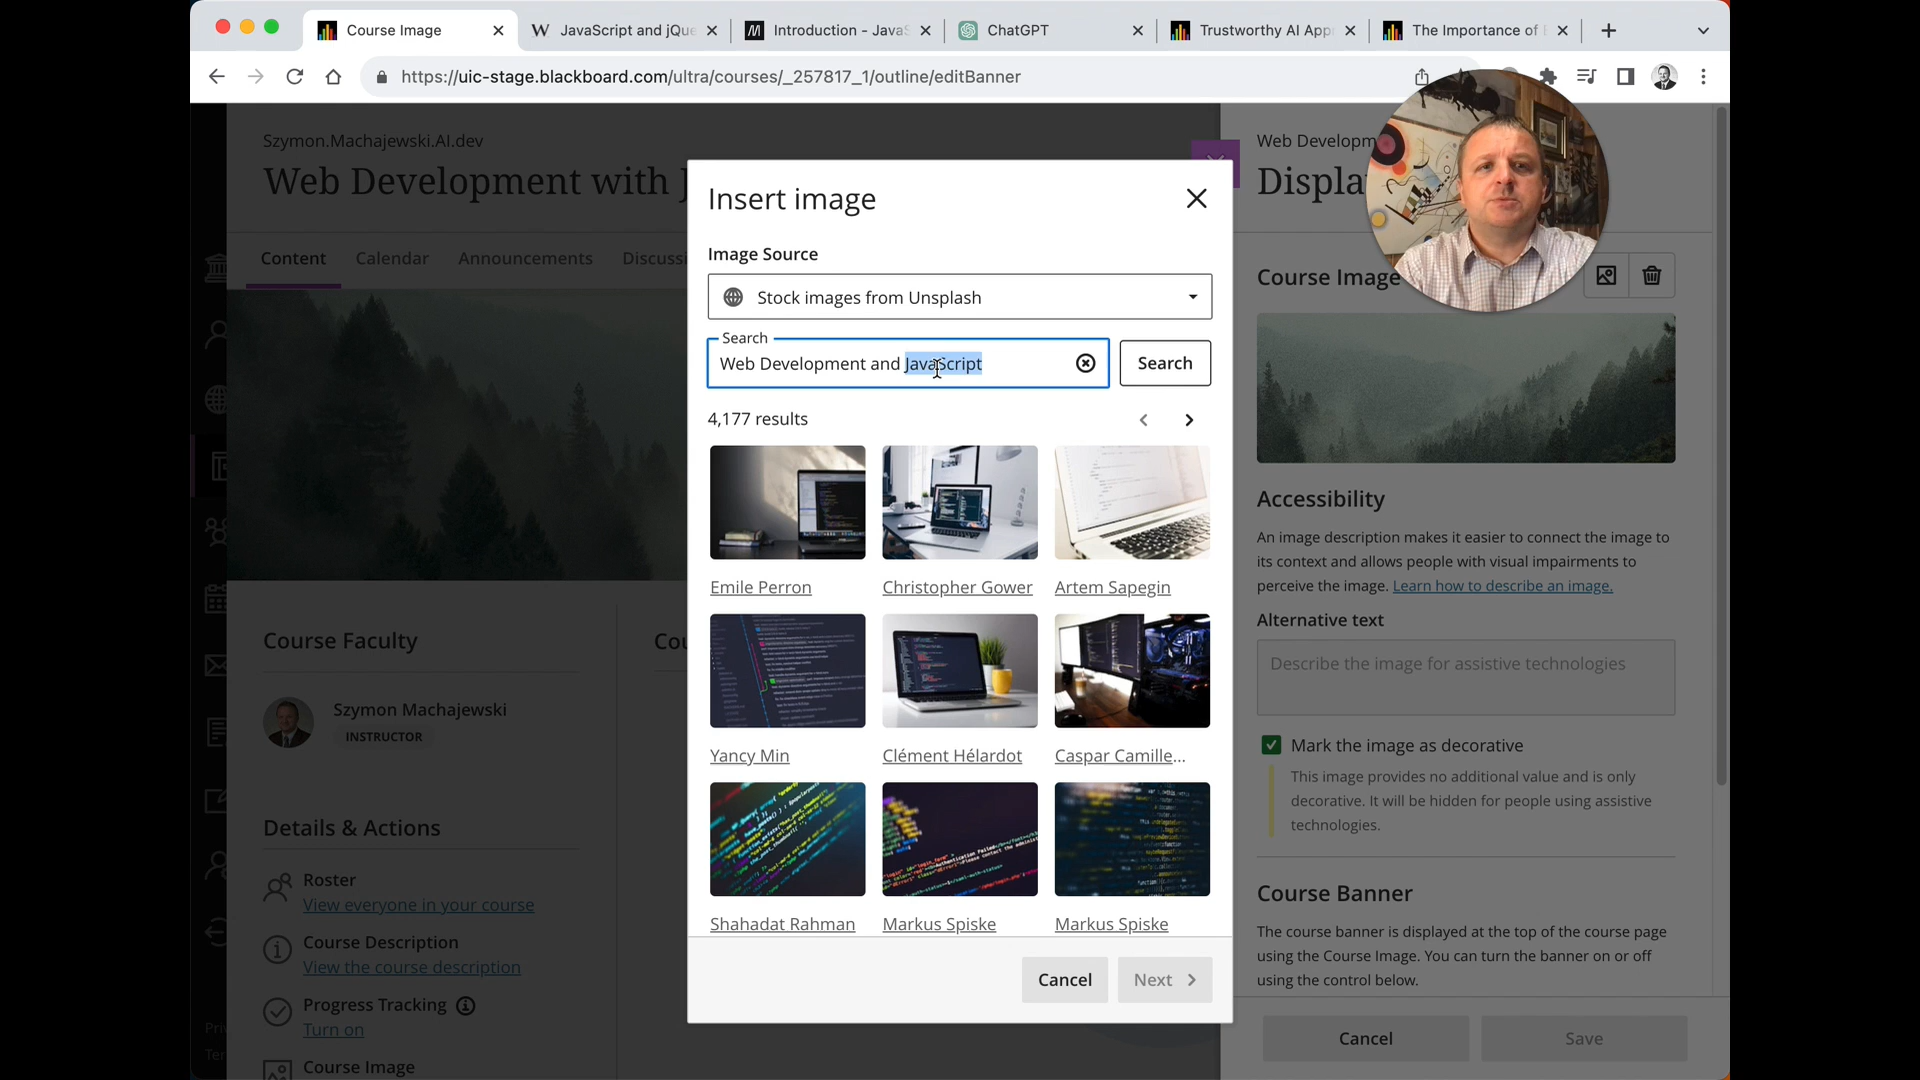 Course Image
JavaScript and jQue
Introduction - JavaS
ChatGPT
Trustworthy AI Appr
The Importance of
https://uic-stage.blackboard.com/ultra/courses/_257817_1/outline/editBanner
Szymon.Machajewski.AI.dev
Web Development with J
Content
Calendar
Announcements
Discussi
Course Faculty
Cou
Szymon Machajewski
INSTRUCTOR
Details & Actions
Roster
View everyone in your course
Course Description
View the course description
Progress Tracking
Turn on
Course Image
Pri
Ter
Insert image
Image Source
Stock images from Unsplash
Search
Web Development and JavaScript
Search
4,177 results
Emile Perron
Christopher Gower
Artem Sapegin
Yancy Min
Clément Hélardot
Caspar Camille...
Shahadat Rahman
Markus Spiske
Markus Spiske
Cancel
Next
Web Developm
Displa
Course Image
Accessibility
An image description makes it easier to connect the image to
its context and allows people with visual impairments to
perceive the image. Learn how to describe an image.
Alternative text
Describe the image for assistive technologies
Mark the image as decorative
This image provides no additional value and is only
decorative. It will be hidden for people using assistive
technologies.
Course Banner
The course banner is displayed at the top of the course page
using the Course Image. You can turn the banner on or off
using the control below.
Cancel
Save